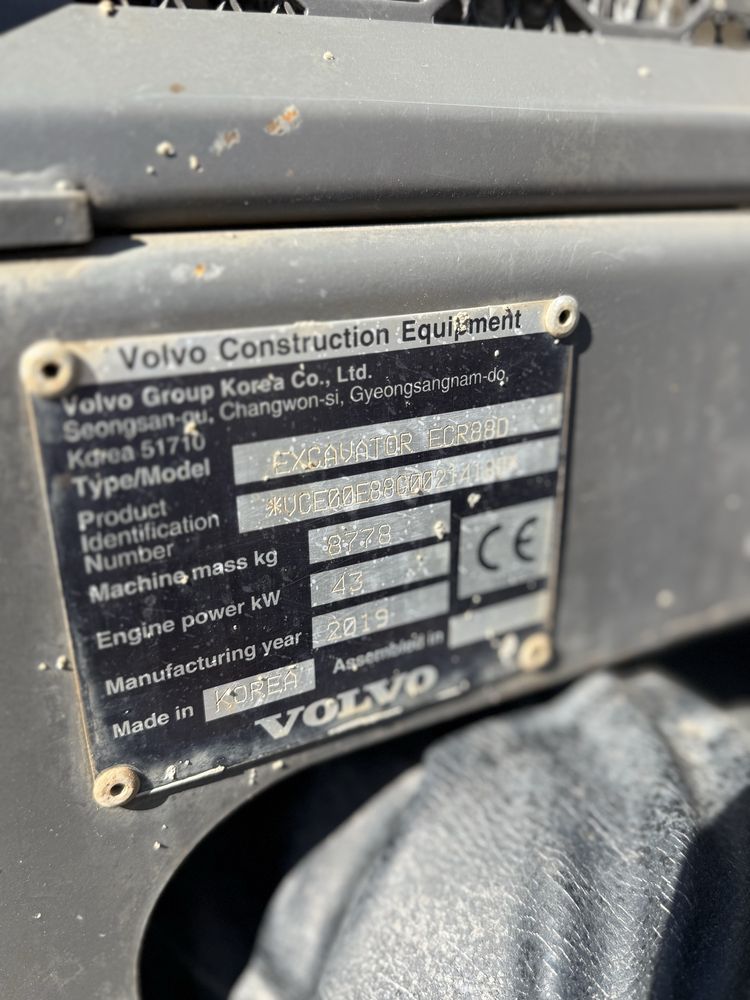 Volvo Construction Equipment
Volvo Group Korea Co., Ltd.
Seongsan-gu, Changwon-si, Gyeongsangnam-do,
Korea 51710
Type/Model EXCAVATOR ECR88D
Product
Identification
Number
Machine mass kg 8778
Engine power kW 43 CE
Manufacturing year 2019
Made in KOREA Assembled in
VOLVO